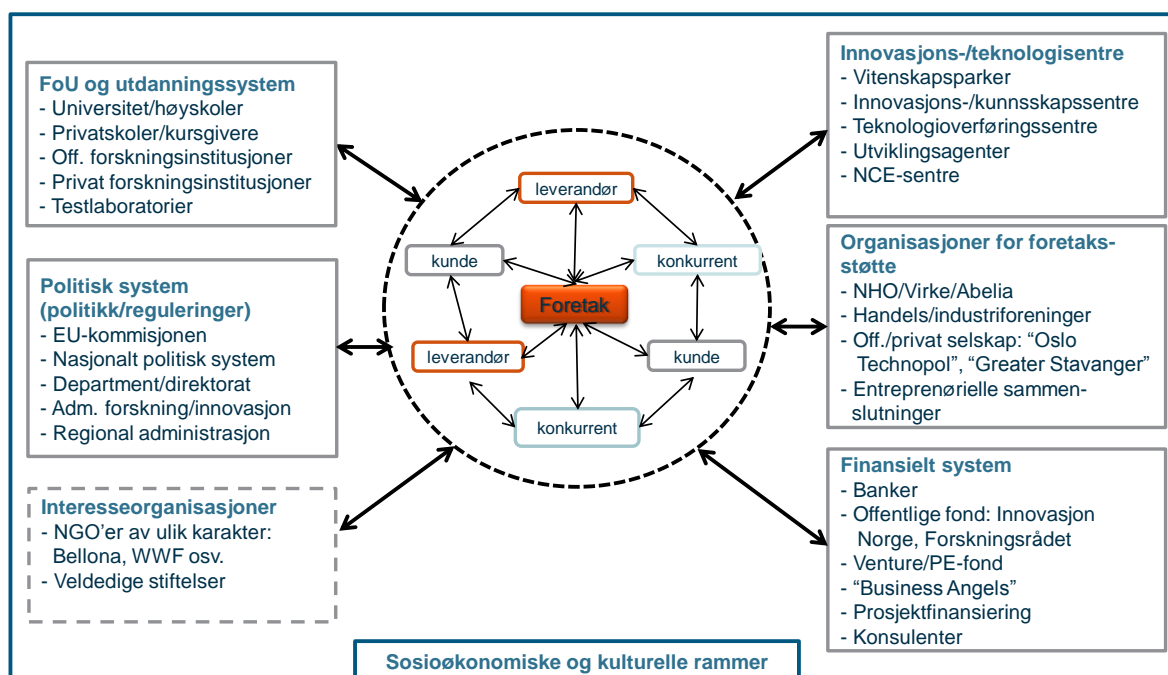 FoU og utdanningssystem
- Universitet/høyskoler
- Privatskoler/kursgivere
- Off. forskningsinstitusjoner
- Privat forskningsinstitusjoner
- Testlaboratorier
Politisk system
(politikk/reguleringer)
- EU-kommisjonen
- Nasjonalt politisk system
- Department/direktorat
- Adm. forskning/innovasjon
- Regional administrasjon
Interesseorganisasjoner
- NGO’er av ulik karakter:
Bellona, WWF osv.
- Veldedige stiftelser
leverandør
kunde
konkurrent
Foretak
leverandør
kunde
konkurrent
Innovasjons-/teknologisentre
- Vitenskapsparker
- Innovasjons-/kunnsskapssentre
- Teknologioverføringssentre
- Utviklingsagenter
- NCE-sentre
Organisasjoner for foretaks-
støtte
- NHO/Virke/Abelia
- Handels/industriforeninger
- Off./privat selskap: “Oslo
Technopol”, “Greater Stavanger”
- Entreprenørielle sammen-
slutninger
Finansielt system
- Banker
- Offentlige fond: Innovasjon
Norge, Forskningsrådet
- Venture/PE-fond
- “Business Angels”
- Prosjektfinansiering
- Konsulenter
Sosioøkonomiske og kulturelle rammer